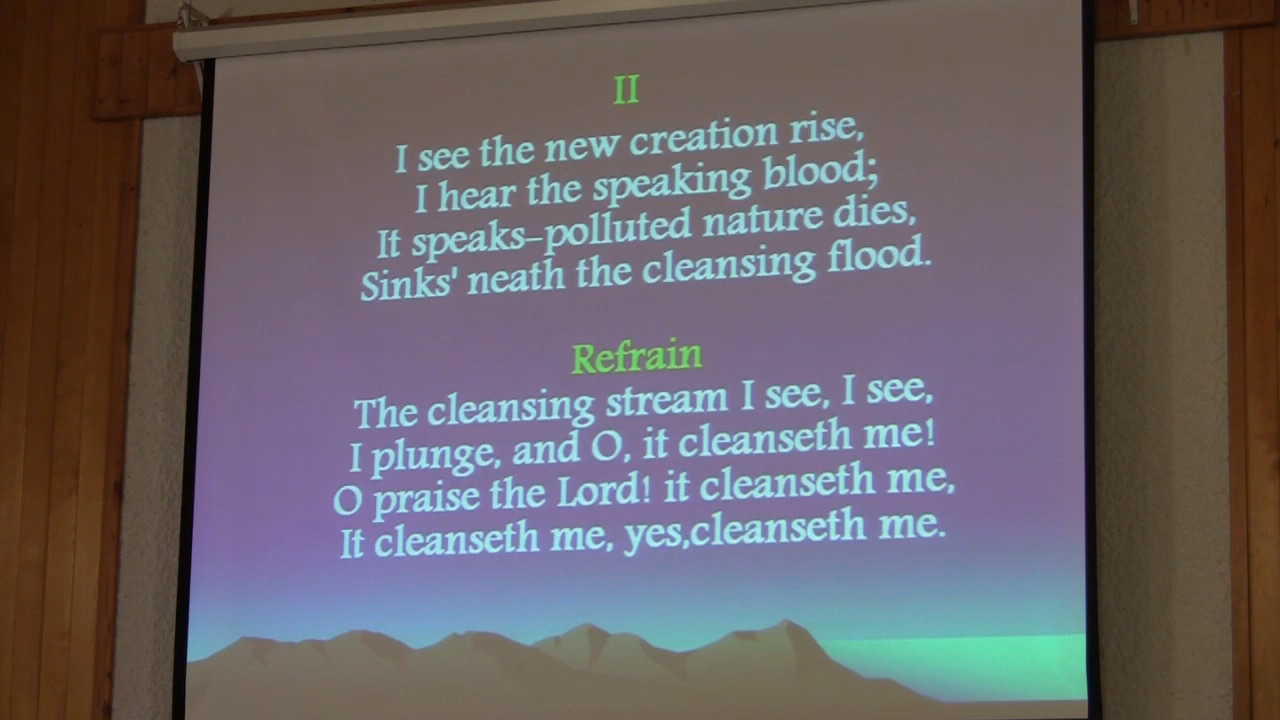 II
I see the new creation rise,
I hear the speaking blood;
It speaks–polluted nature dies,
Sinks' neath the cleansing flood.
Refrain
The cleansing stream I see, I see,
I plunge, and O, it cleanseth me!
O praise the Lord! it cleanseth me,
It cleanseth me, yes,cleanseth me.